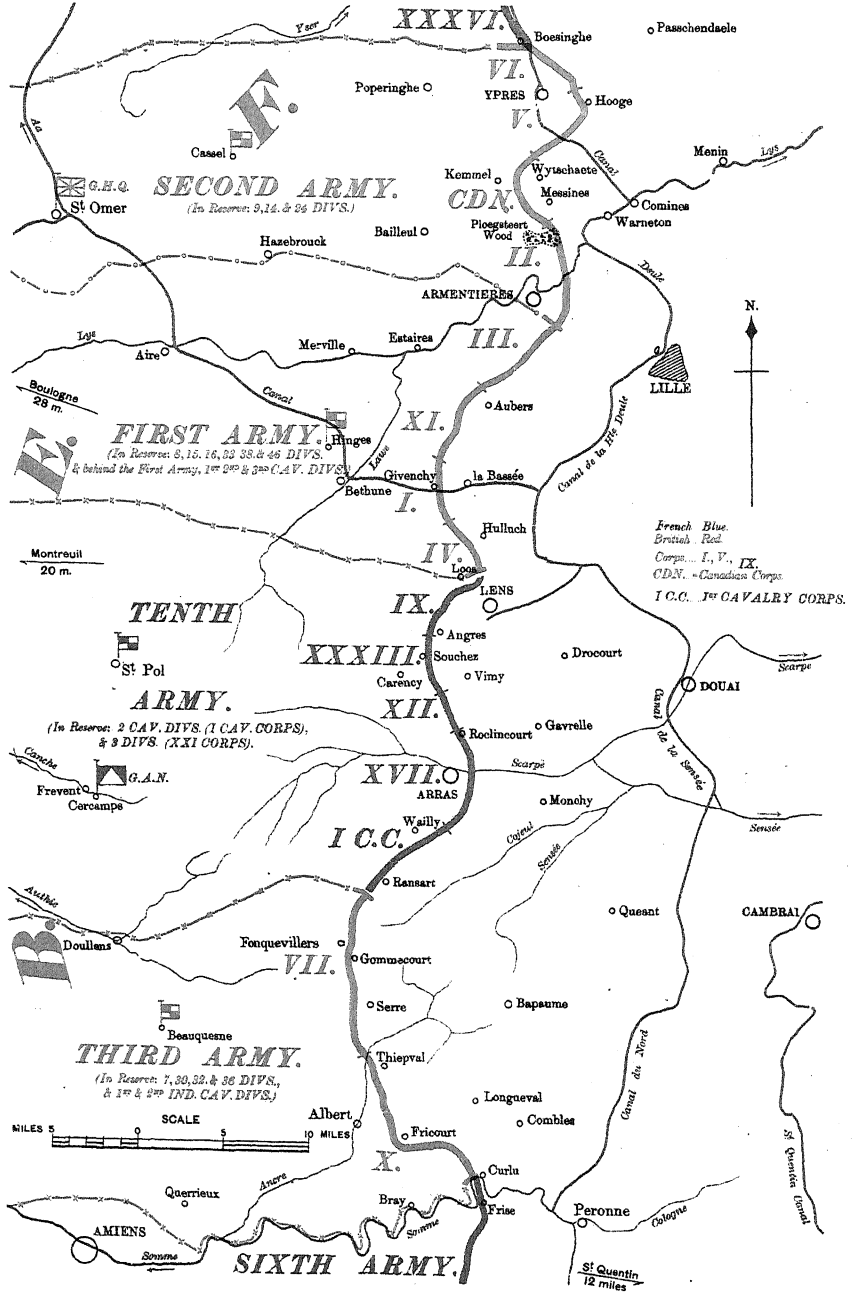 XXXVI.
Yser
Boesinghe
Passchendaele
VI.
Poperinghe
YPRES
Hooge
F.
V.
Aa
Cassel
Canal
Menin
Lys
G.H.Q.
SECOND ARMY.
(In Reserve: 9,14. & 24 DIVS.)
Kemmel
Wytschaete
CDN.
Messines
St Omer
Comines
Warneton
Bailleul
Ploegsteert
Wood
Hazebrouck
II.
Deule
ARMENTIERES
N.
Lys
III.
Aire
Merville
Estaires
LILLE
Boulogne
28 m.
Canal
Aubers
XI.
E.
FIRST ARMY.
Hinges
(In Reserve: 8,15. 16,33 38.& 46 DIVS.
& behind the First Army, 1ST 2ND & 3RD CAV. DIVS.)
Lawe
Canal de la Hte Deule
Givenchy
la Bassée
Bethune
I.
Hulluch
Montreuil
20 m.
IV.
Loos
French Blue.
British Red.
Corps.... I., V., IX.
CDN. = Canadian Corps.
I C.C. .. 1ST CAVALRY CORPS.
TENTH
IX.
LENS
Angres
XXXIII.
Souchez
Drocourt
Scarpe
St Pol
Carency
Vimy
DOUAI
ARMY.
XII.
(In Reserve: 2 CAV. DIVS. (I CAV. CORPS),
& 3 DIVS. (XXI CORPS).
Roclincourt
Gavrelle
Canal de la Sensée
Canche
G.A.N.
XVII.
Scarpe
Frevent
Cercamps
ARRAS
Monchy
Wailly
I C.C.
Cojeul
Sensée
Sensée
Ransart
Authie
Queant
CAMBRAI
B.
Doullens
Fonquevillers
VII.
Gommecourt
Serre
Bapaume
Beauquesne
THIRD ARMY.
Thiepval
(In Reserve: 7,30,32. & 36 DIVS.,
& 1ST & 2ND IND. CAV. DIVS.)
Canal du Nord
Longueval
Albert
Combles
SCALE
MILES 5 0 5 10 MILES
Fricourt
St Quentin Canal
X.
Ancre
Curlu
Querrieux
Bray
Frise
Peronne
Cologne
AMIENS
Somme
Somme
SIXTH ARMY.
St Quentin
12 miles